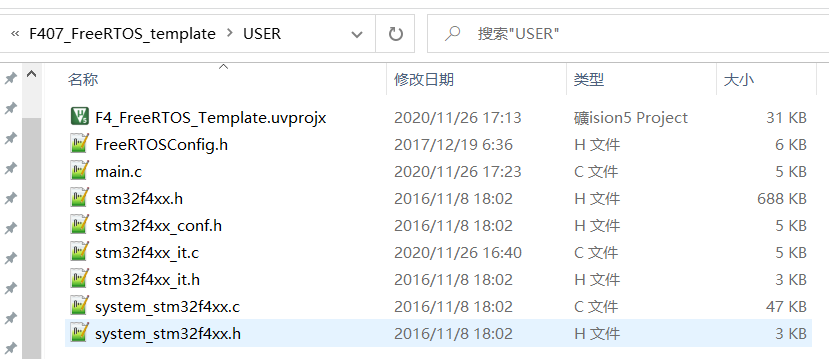 « F407_FreeRTOS_template > USER 搜索"USER"
名称 修改日期 类型 大小
F4_FreeRTOS_Template.uvprojx 2020/11/26 17:13 礦ision5 Project 31 KB
FreeRTOSConfig.h 2017/12/19 6:36 H 文件 6 KB
main.c 2020/11/26 17:23 C 文件 5 KB
stm32f4xx.h 2016/11/8 18:02 H 文件 688 KB
stm32f4xx_conf.h 2016/11/8 18:02 H 文件 5 KB
stm32f4xx_it.c 2020/11/26 16:40 C 文件 5 KB
stm32f4xx_it.h 2016/11/8 18:02 H 文件 3 KB
system_stm32f4xx.c 2016/11/8 18:02 C 文件 47 KB
system_stm32f4xx.h 2016/11/8 18:02 H 文件 3 KB